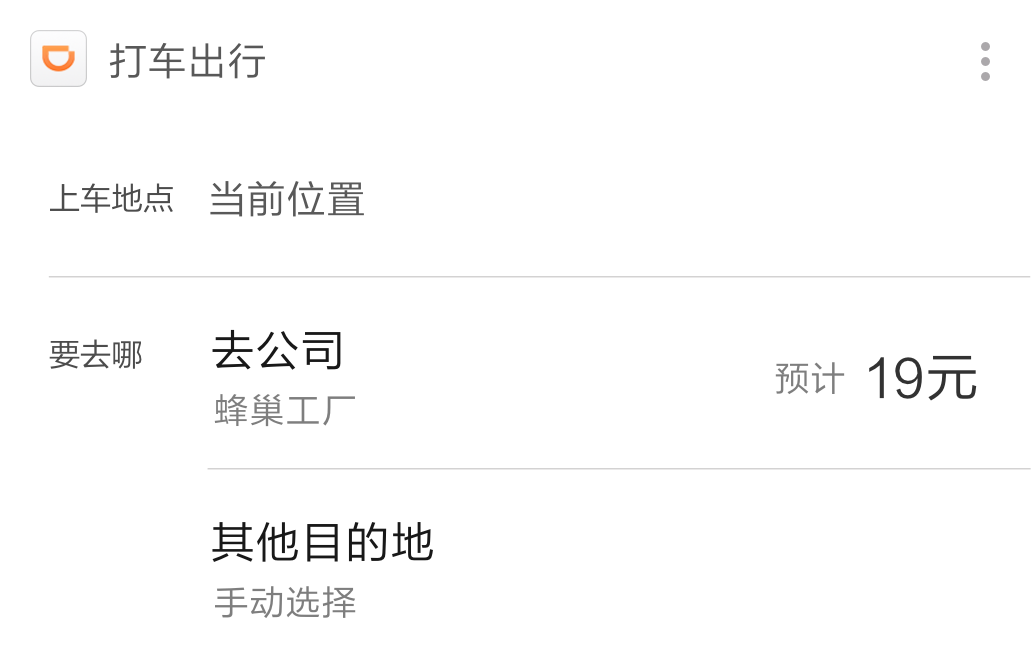 打车出行
上车地点 当前位置
要去哪 去公司
蜂巢工厂
预计 19元
其他目的地
手动选择